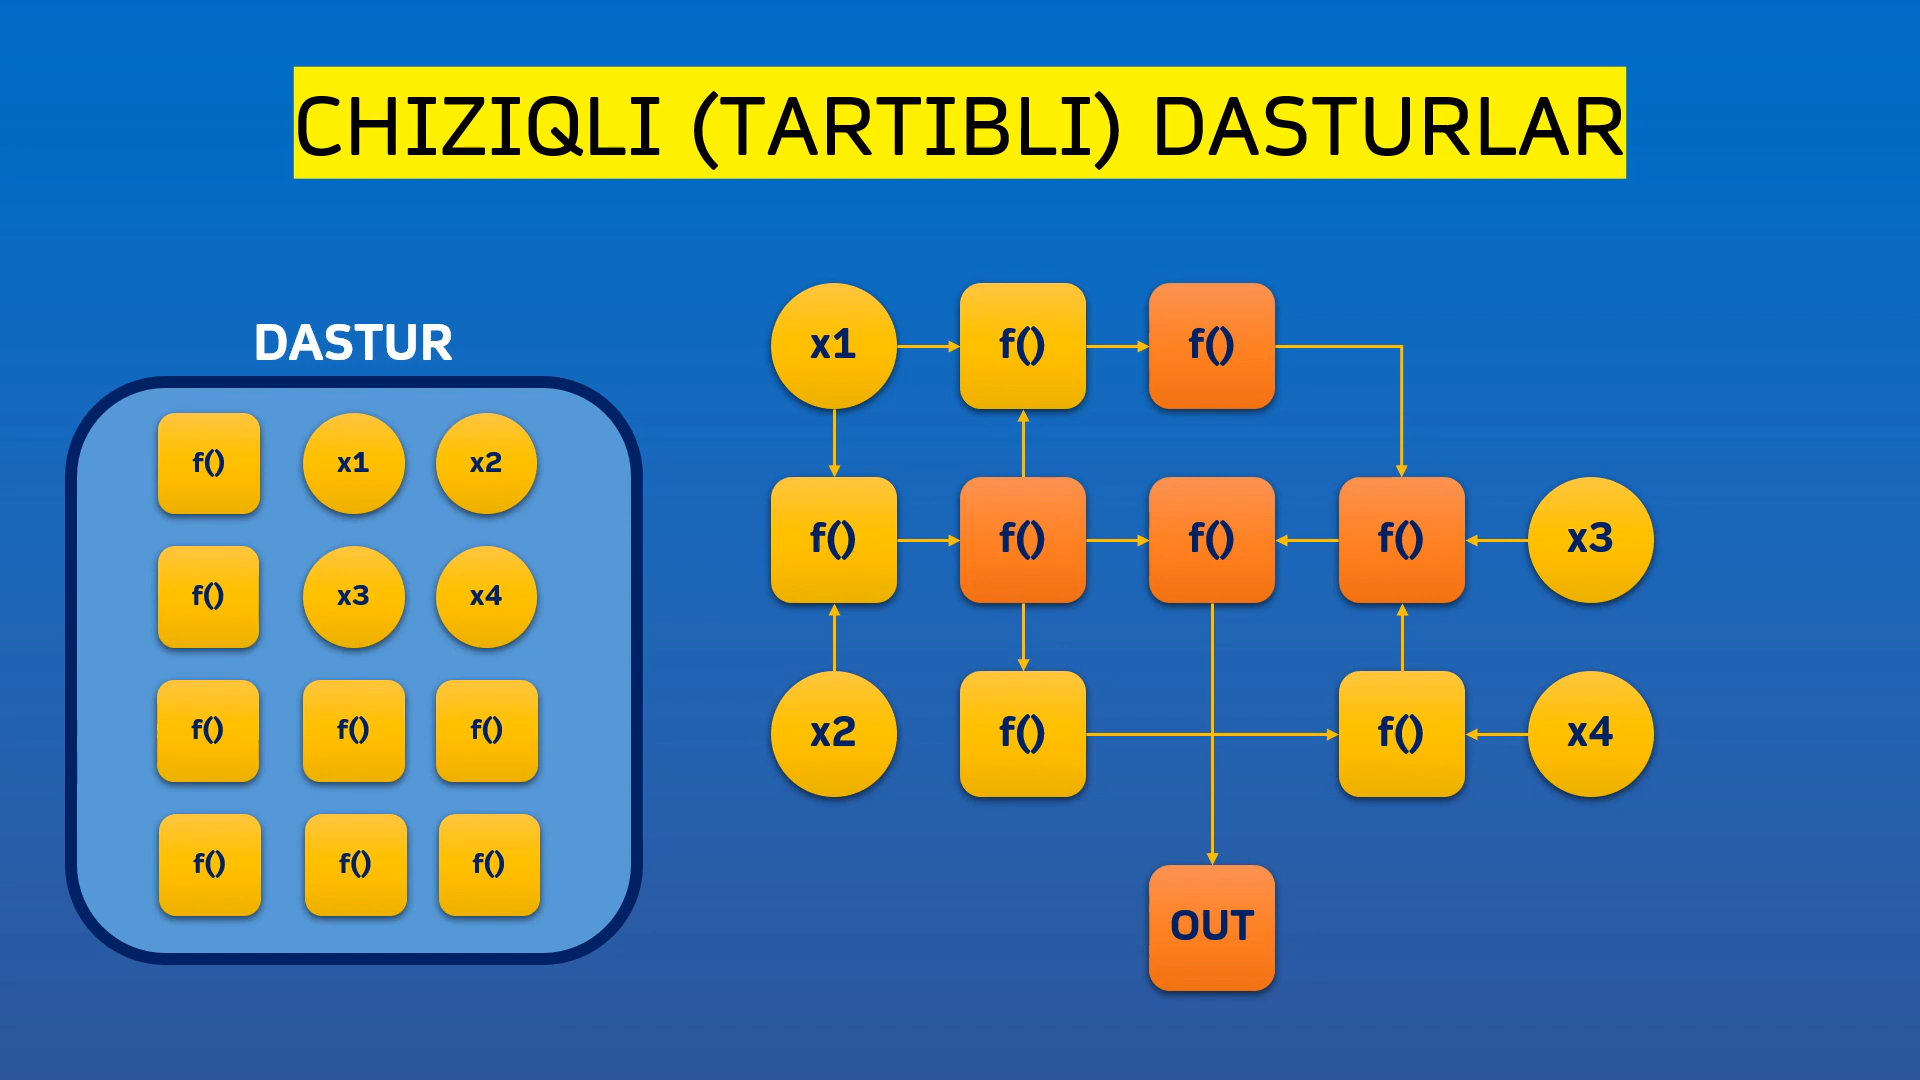 CHIZIQLI (TARTIBLI) DASTURLAR
DASTUR
f() x1 x2
f() x3 x4
f() f() f()
f() f() f()
x1 f() f()
f() f() f() f() x3
x2 f() f() x4
OUT